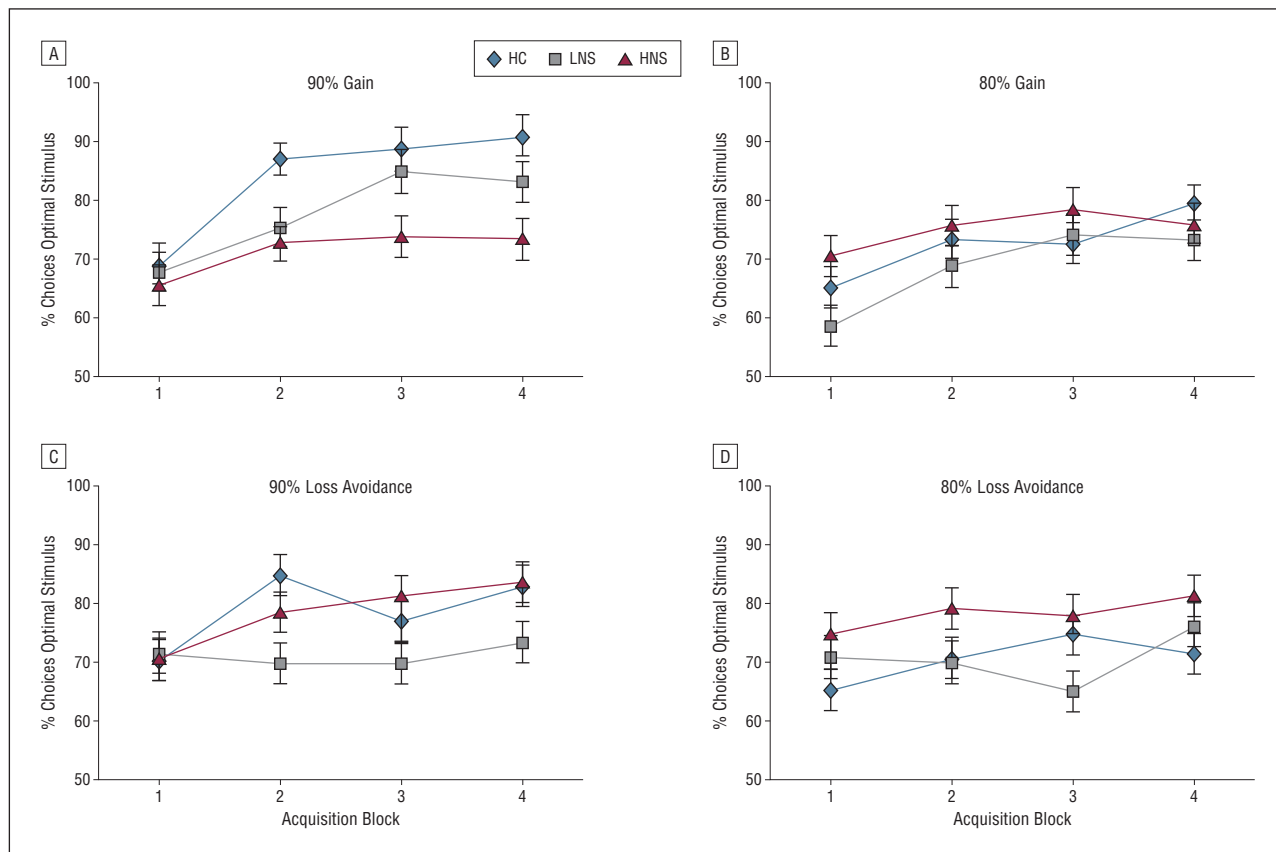 A
HC LNS HNS
90% Gain
% Choices Optimal Stimulus
100
90
80
70
60
50
1 2 3 4
B
80% Gain
% Choices Optimal Stimulus
100
90
80
70
60
50
1 2 3 4
C
90% Loss Avoidance
% Choices Optimal Stimulus
100
90
80
70
60
50
1 2 3 4
Acquisition Block
D
80% Loss Avoidance
% Choices Optimal Stimulus
100
90
80
70
60
50
1 2 3 4
Acquisition Block